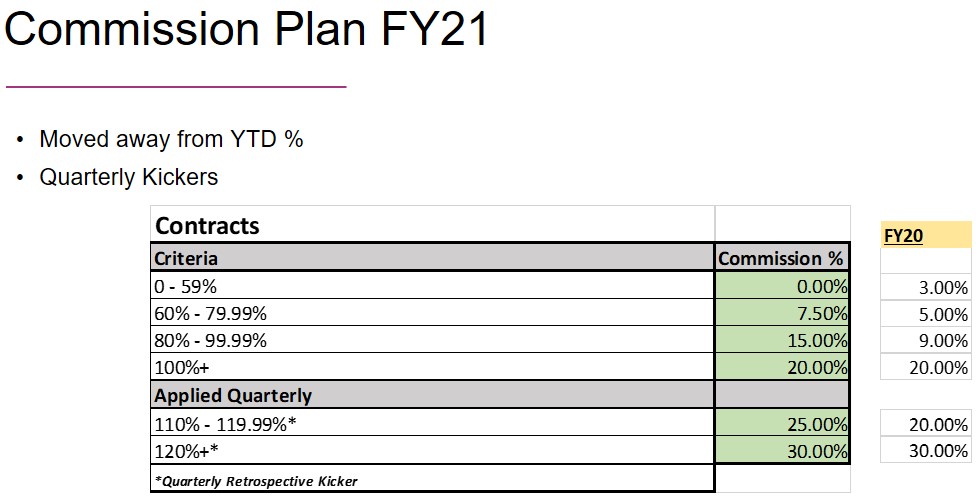 Commission Plan FY21
• Moved away from YTD %
• Quarterly Kickers
Contracts
FY20
Criteria Commission %
0 - 59% 0.00% 3.00%
60% - 79.99% 7.50% 5.00%
80% - 99.99% 15.00% 9.00%
100%+ 20.00% 20.00%
Applied Quarterly
110% - 119.99%* 25.00% 20.00%
120%+* 30.00% 30.00%
*Quarterly Retrospective Kicker